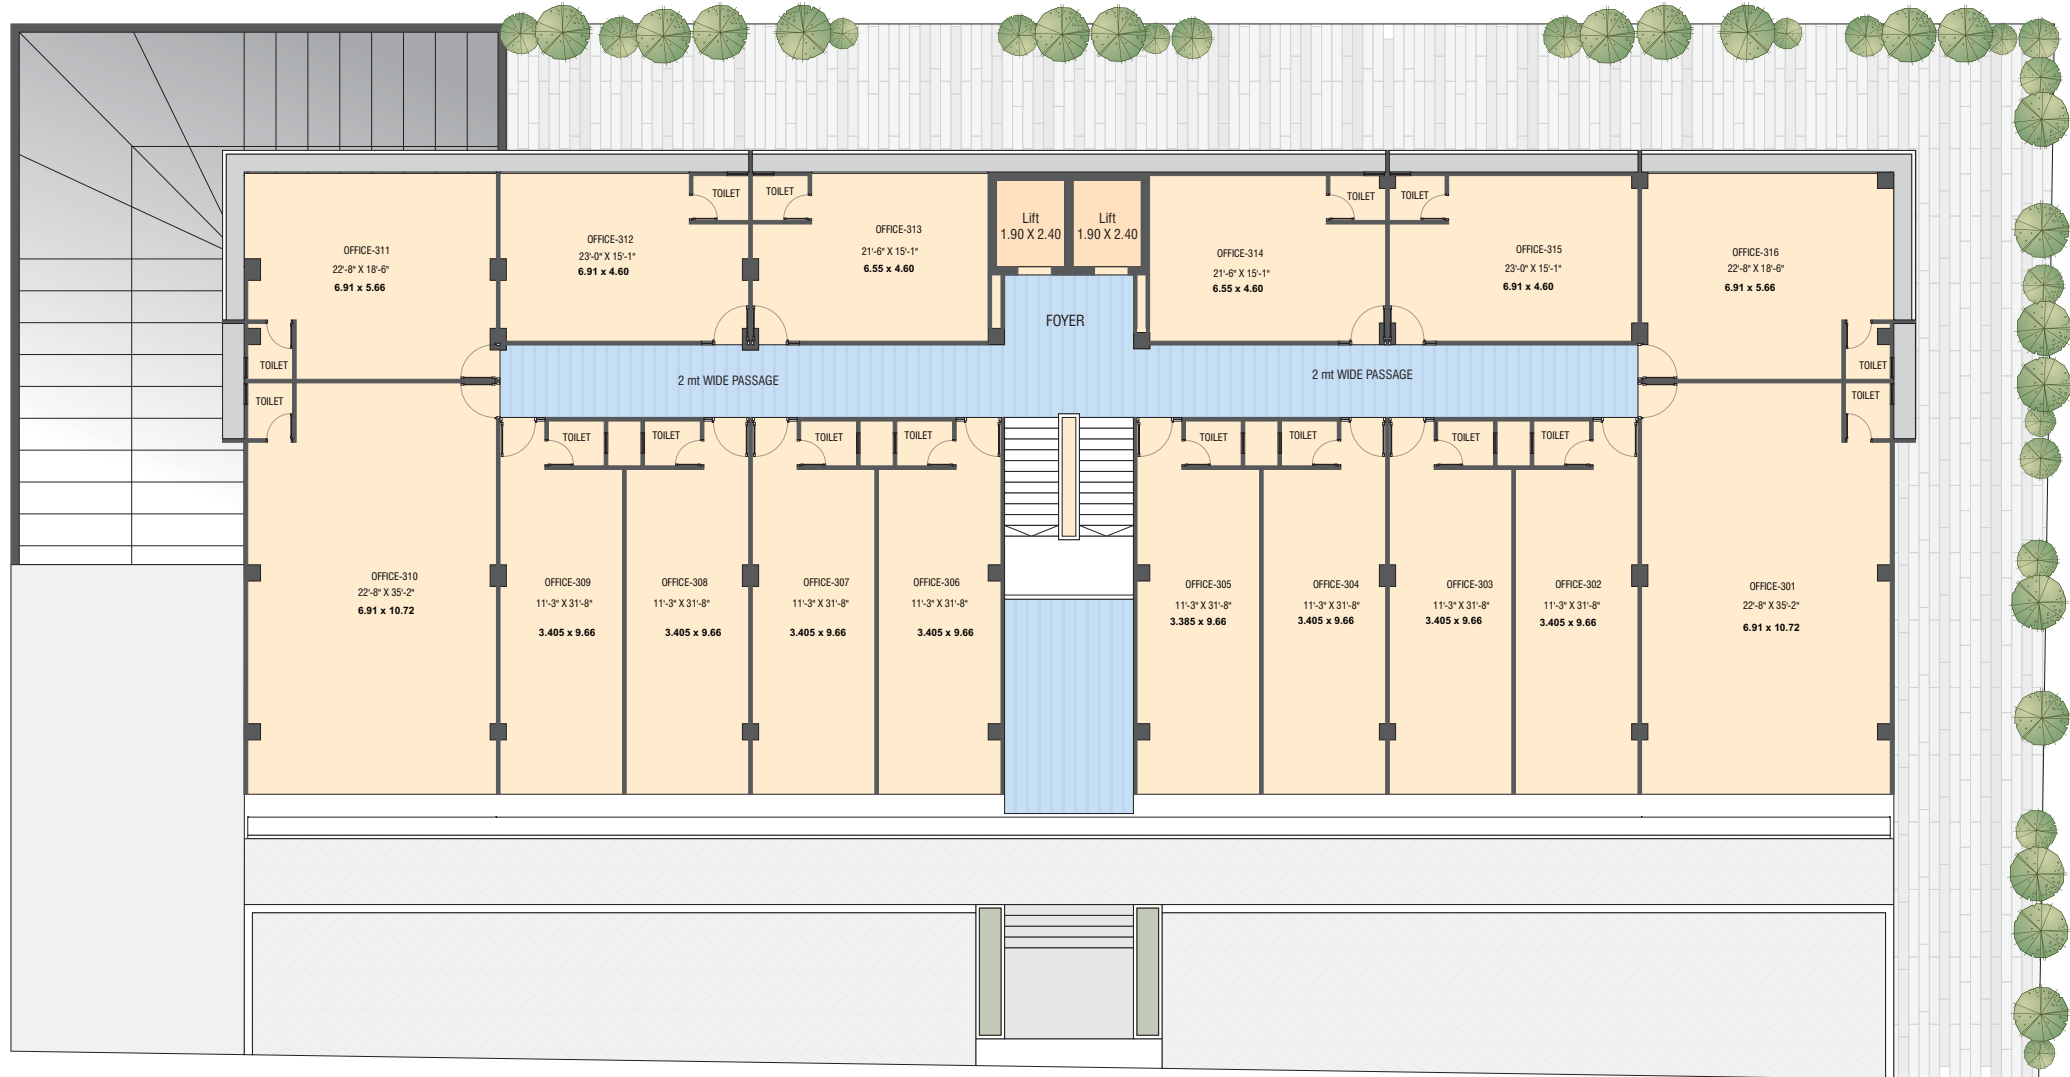 TOILET
TOILET
TOILET
TOILET
Lift
1.90 X 2.40
Lift
1.90 X 2.40
OFFICE-311
22'-8" X 18'-6"
6.91 x 5.66
OFFICE-312
23'-0" X 15'-1"
6.91 x 4.60
OFFICE-313
21'-6" X 15'-1"
6.55 x 4.60
OFFICE-314
21'-6" X 15'-1"
6.55 x 4.60
OFFICE-315
23'-0" X 15'-1"
6.91 x 4.60
OFFICE-316
22'-8" X 18'-6"
6.91 x 5.66
FOYER
TOILET
TOILET
2 mt WIDE PASSAGE
2 mt WIDE PASSAGE
TOILET
TOILET
TOILET
TOILET
TOILET
TOILET
TOILET
TOILET
TOILET
TOILET
OFFICE-310
22'-8" X 35'-2"
6.91 x 10.72
OFFICE-309
11'-3" X 31'-8"
3.405 x 9.66
OFFICE-308
11'-3" X 31'-8"
3.405 x 9.66
OFFICE-307
11'-3" X 31'-8"
3.405 x 9.66
OFFICE-306
11'-3" X 31'-8"
3.405 x 9.66
OFFICE-305
11'-3" X 31'-8"
3.385 x 9.66
OFFICE-304
11'-3" X 31'-8"
3.405 x 9.66
OFFICE-303
11'-3" X 31'-8"
3.405 x 9.66
OFFICE-302
11'-3" X 31'-8"
3.405 x 9.66
OFFICE-301
22'-8" X 35'-2"
6.91 x 10.72